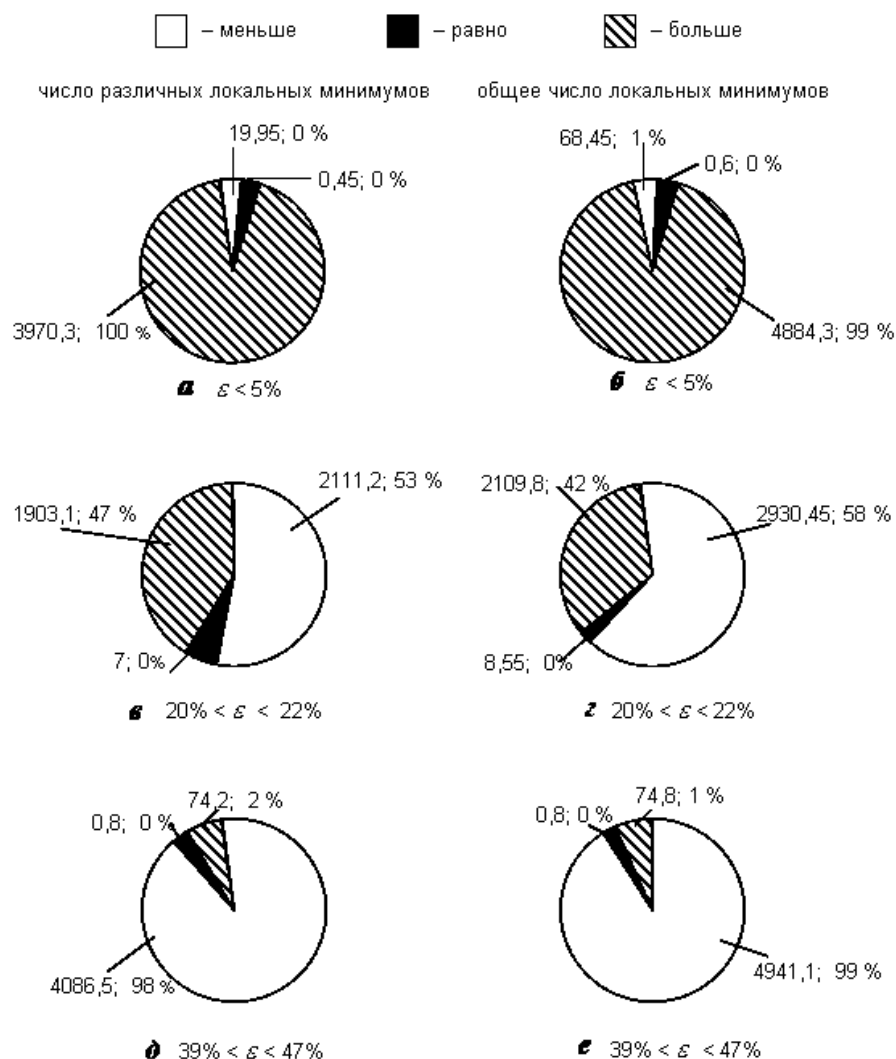 – меньше – равно – больше
число различных локальных минимумов общее число локальных минимумов
19,95; 0 % 68,45; 1 %
0,45; 0 % 0,6; 0 %
3970,3; 100 % 4884,3; 99 %
а ε < 5% б ε < 5%
2111,2; 53 % 2109,8; 42 %
1903,1; 47 % 2930,45; 58 %
7; 0% 8,55; 0%
в 20% < ε < 22% г 20% < ε < 22%
74,2; 2 % 74,8; 1 %
0,8; 0 % 0,8; 0 %
4086,5; 98 % 4941,1; 99 %
д 39% < ε < 47% е 39% < ε < 47%